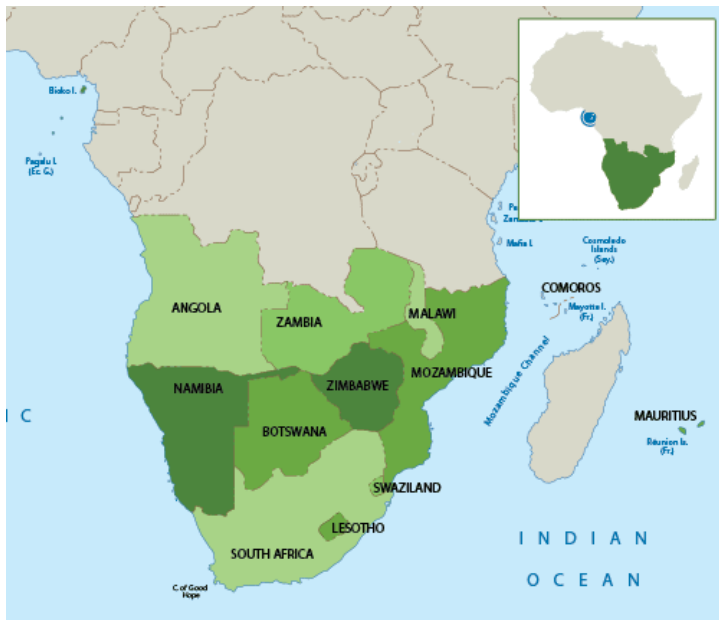 Bioko I.
Pagalu I.
(Ec. G.)
Mafia I.
Cosmoledo
Islands
(Sey.)
COMOROS
Mayotte I.
(Fr.)
ANGOLA
ZAMBIA
MALAWI
MOZAMBIQUE
Mozambique Channel
NAMIBIA
ZIMBABWE
BOTSWANA
MAURITIUS
Réunion Is.
(Fr.)
I C
SWAZILAND
LESOTHO
SOUTH AFRICA
C. of Good
Hope
INDIAN
OCEAN